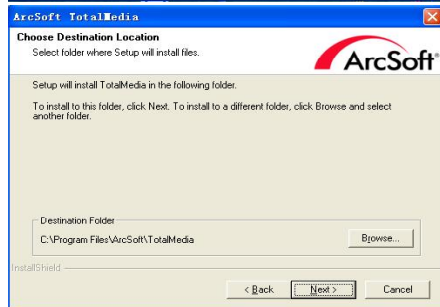 ArcSoft TotalMedia
Choose Destination Location
Select folder where Setup will install files.
ArcSoft®
Setup will install TotalMedia in the following folder.
To install to this folder, click Next. To install to a different folder, click Browse and select
another folder.
Destination Folder
C:\Program Files\ArcSoft\TotalMedia
Browse...
InstallShield
< Back
Next >
Cancel